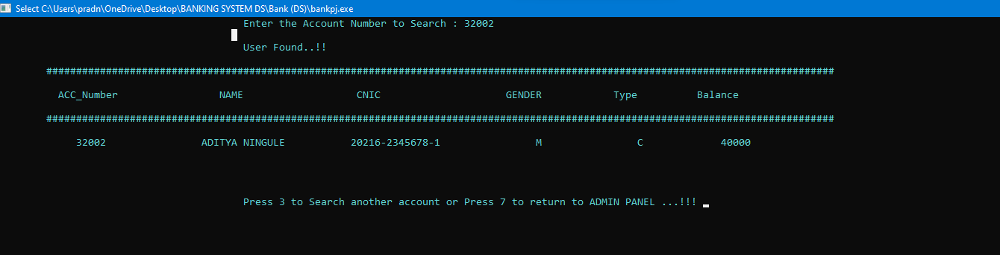 Select C:\Users\pradn\OneDrive\Desktop\BANKING SYSTEM DS\Bank (DS)\bankpj.exe
Enter the Account Number to Search : 32002
User Found..!!
####################################################################################################################################
ACC_Number NAME CNIC GENDER Type Balance
####################################################################################################################################
32002 ADITYA NINGULE 20216-2345678-1 M C 40000
Press 3 to Search another account or Press 7 to return to ADMIN PANEL ...!!!